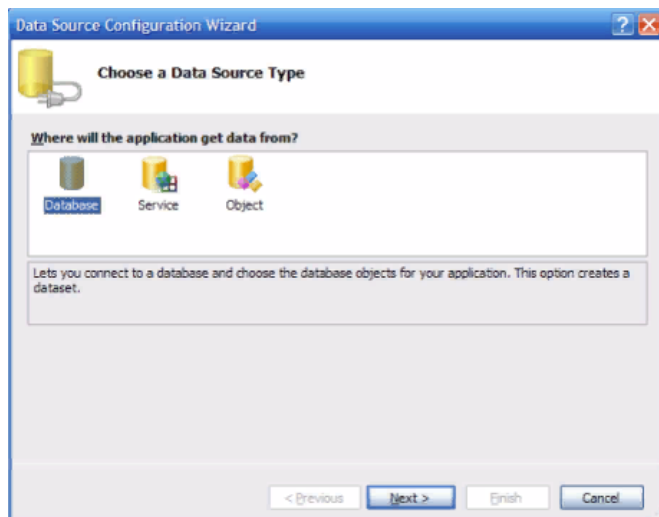 Data Source Configuration Wizard
Choose a Data Source Type
Where will the application get data from?
Database
Service
Object
Lets you connect to a database and choose the database objects for your application. This option creates a
dataset.
< Previous
Next >
Finish
Cancel